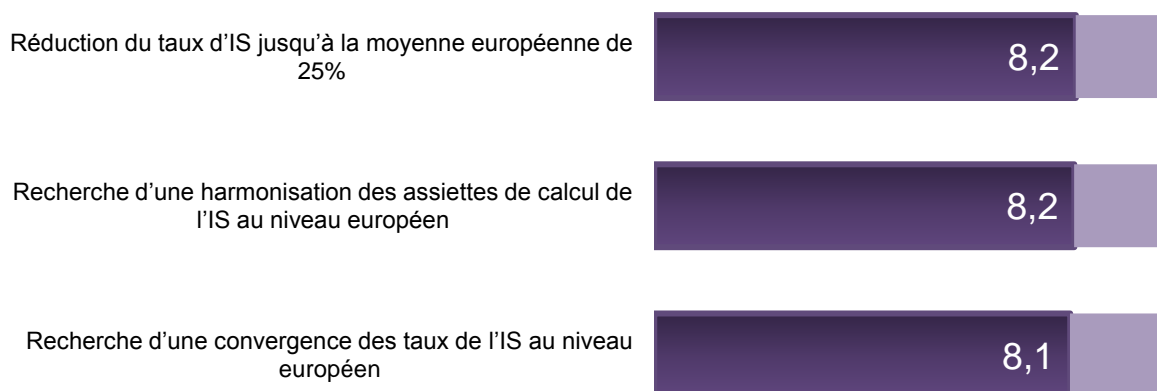 Réduction du taux d’IS jusqu’à la moyenne européenne de
25%
8,2
Recherche d’une harmonisation des assiettes de calcul de
l’IS au niveau européen
8,2
Recherche d’une convergence des taux de l’IS au niveau
européen
8,1